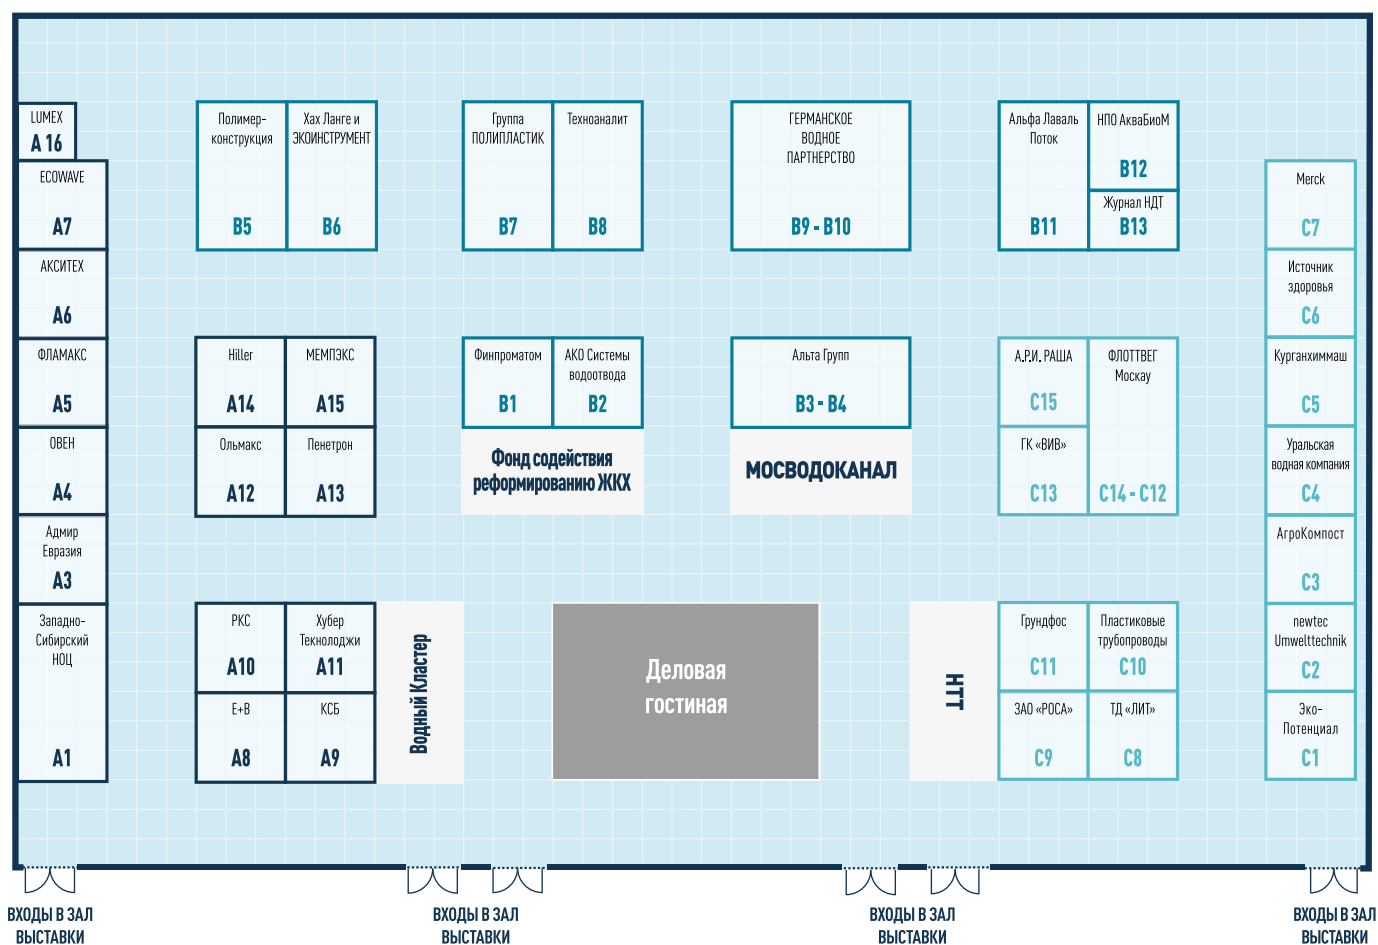 LUMEX
A 16
ECOWAVE
A7
АКСИТЕХ
A6
ФЛАМАКС
A5
ОВЕН
A4
Адмир
Евразия
A3
Западно-
Сибирский
НОЦ
A1
Полимер-
конструкция
B5
Хах Ланге и
ЭКОИНСТРУМЕНТ
B6
Группа
ПОЛИПЛАСТИК
B7
Техноаналит
B8
ГЕРМАНСКОЕ
ВОДНОЕ
ПАРТНЕРСТВО
B9 - B10
Альфа Лаваль
Поток
B11
НПО АкваБиоМ
B12
Журнал НДТ
B13
Hiller
A14
МЕМПЭКС
A15
Ольмакс
A12
Пенетрон
A13
Финпроматом
B1
АКО Системы
водоотвода
B2
Фонд содействия
реформированию ЖКХ
Альта Групп
B3 - B4
МОСВОДОКАНАЛ
А.Р.И. РАША
C15
ФЛОТТВЕГ
Москау
C14 - C12
ГК «ВИВ»
C13
РКС
A10
Хубер
Текнолоджи
A11
Е+В
A8
КСБ
A9
Водный Кластер
Деловая
гостиная
НТТ
Грундфос
C11
Пластиковые
трубопроводы
C10
ЗАО «РОСА»
C9
ТД «ЛИТ»
C8
Merck
C7
Источник
здоровья
C6
Курганхиммаш
C5
Уральская
водная компания
C4
АгроКомпост
C3
newtec
Umwelttechnik
C2
Эко-
Потенциал
C1
ВХОДЫ В ЗАЛ
ВЫСТАВКИ
ВХОДЫ В ЗАЛ
ВЫСТАВКИ
ВХОДЫ В ЗАЛ
ВЫСТАВКИ
ВХОДЫ В ЗАЛ
ВЫСТАВКИ